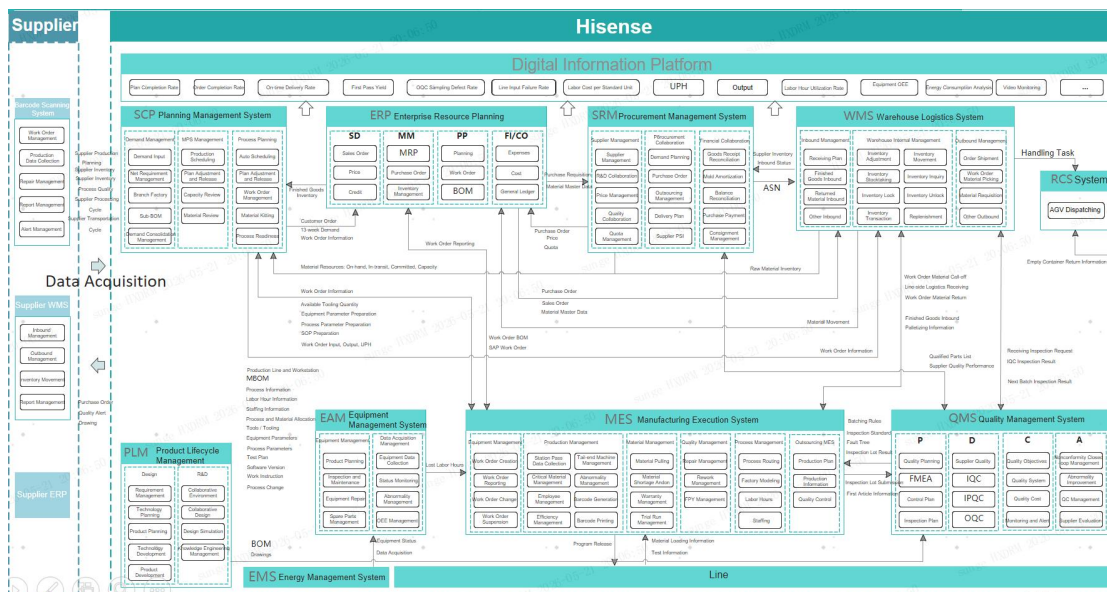 Supplier
Hisense
Digital Information Platform
Plan Completion Rate
Order Completion Rate
On-time Delivery Rate
First Pass Yield
OQC Sampling Defect Rate
Line Input Failure Rate
Labor Cost per Standard Unit
UPH
Output
Labor Hour Utilization Rate
Equipment OEE
Energy Consumption Analysis
Video Monitoring
...
Barcode Scanning
System
Work Order
Management
Production
Data Collection
Repair Management
Report Management
Alert Management
Supplier Production
Planning
Supplier Inventory
Supplier Inventory
Process Quality
Supplier Processing
Cycle
Supplier Transportation
Cycle
Data Acquisition
Supplier WMS
Inbound
Management
Outbound
Management
Inventory Movement
Report Management
Purchase Order
Quality Alert
Drawing
Supplier ERP
SCP Planning Management System
Demand Management
Demand Input
Net Requirement
Management
Branch Factory
Sub-BOM
Demand Consolidation
Management
MPS Management
Production
Scheduling
Plan Adjustment
and Release
Capacity Review
Material Review
Process Planning
Auto Scheduling
Plan Adjustment
and Release
Work Order
Management
Material Kitting
Process Readiness
Finished Goods
Inventory
Customer Order
13-week Demand
Work Order Information
ERP Enterprise Resource Planning
SD
Sales Order
Price
Credit
MM
MRP
Purchase Order
Inventory
Management
PP
Planning
Work Order
BOM
FI/CO
Expenses
Cost
General Ledger
Purchase Requisition
Material Master Data
Work Order Reporting
Purchase Order
Price
Quota
SRM Procurement Management System
Supplier Management
Supplier
Management
R&D Collaboration
Price Management
Quality
Collaboration
Quota Management
PBrocurement
Collaboration
Demand Planning
Purchase Order
Outsourcing
Management
Delivery Plan
Supplier PSI
Financial Collaboration
Goods Receipt
Reconciliation
Mold Amortization
Balance
Reconciliation
Purchase Payment
Consignment
Management
Supplier Inventory
Inbound Status
ASN
WMS Warehouse Logistics System
Inbound Management
Receiving Plan
Finished
Goods Inbound
Returned
Material Inbound
Other Inbound
Warehouse Internal Management
Inventory
Adjustment
Inventory
Movement
Inventory
Stocktaking
Inventory Inquiry
Inventory Lock
Inventory Unlock
Inventory
Transaction
Replenishment
Outbound Management
Order Shipment
Work Order
Material Picking
Material Requisition
Other Outbound
Handling Task
RCS System
AGV Dispatching
Empty Container Return Information
Material Resources: On-hand, In-transit, Committed, Capacity
Raw Material Inventory
Work Order Information
Available Tooling Quantity
Equipment Parameter Preparation
Process Parameter Preparation
SOP Preparation
Work Order Input, Output, UPH
Purchase Order
Sales Order
Material Master Data
Material Movement
Work Order BOM
SAP Work Order
Work Order Information
Work Order Material Call-off
Line-side Logistics Receiving
Work Order Material Return
Finished Goods Inbound
Palletizing Information
Qualified Parts List
Supplier Quality Performance
Receiving Inspection Request
IQC Inspection Result
Next Batch Inspection Result
Production Line and Workstation
MBOM
Process Information
Labor Hour Information
Staffing Information
Process and Material Allocation
Tools / Tooling
Equipment Parameters
Process Parameters
Test Plan
Software Version
Work Instruction
Process Change
PLM Product Lifecycle
Management
Design
Requirement
Management
Technology
Planning
Product Planning
Technology
Development
Product
Development
R&D
Collaborative
Environment
Collaborative
Design
Design Simulation
Knowledge Engineering
Management
BOM
Drawings
EAM Equipment
Management System
Equipment Management
Product Planning
Inspection and
Maintenance
Equipment Repair
Spare Parts
Management
Data Acquisition
Management
Equipment Data
Collection
Status Monitoring
Abnormality
Management
OEE Management
Lost Labor Hours
Equipment Status
Data Acquisition
EMS Energy Management System
MES Manufacturing Execution System
Equipment Management
Work Order Creation
Work Order
Reporting
Work Order Change
Work Order
Suspension
Production Management
Station Pass
Data Collection
Tail-end Machine
Management
Critical Material
Management
Abnormality
Management
Employee
Management
Barcode Generation
Efficiency
Management
Barcode Printing
Material Management
Material Pulling
Material
Shortage Andon
Warranty
Management
Trial Run
Management
Quality Management
Repair Management
Rework
Management
FPY Management
Process Management
Process Routing
Factory Modeling
Labor Hours
Staffing
Outsourcing MES
Production Plan
Production
Information
Quality Control
Program Release
Material Loading Information
Test Information
Line
Batching Rules
Inspection Standard
Fault Tree
Inspection Lot Result
Inspection Lot Submission
First Article Information
QMS Quality Management System
P
Quality Planning
FMEA
Control Plan
Inspection Plan
D
Supplier Quality
IQC
IPQC
OQC
C
Quality Objectives
Quality System
Quality Cost
Monitoring and Alert
A
Nonconformity Closed-
loop Management
Abnormality
Improvement
QC Management
Supplier Evaluation